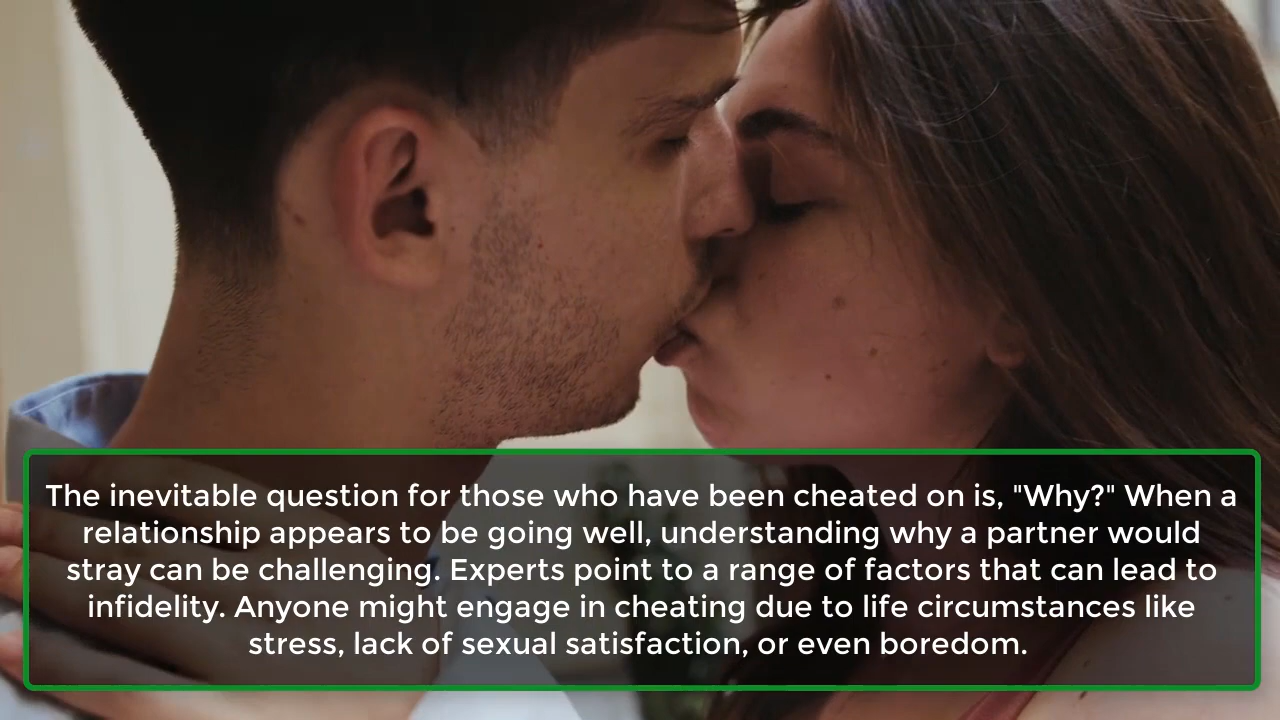 The inevitable question for those who have been cheated on is, "Why?" When a
relationship appears to be going well, understanding why a partner would
stray can be challenging. Experts point to a range of factors that can lead to
infidelity. Anyone might engage in cheating due to life circumstances like
stress, lack of sexual satisfaction, or even boredom.